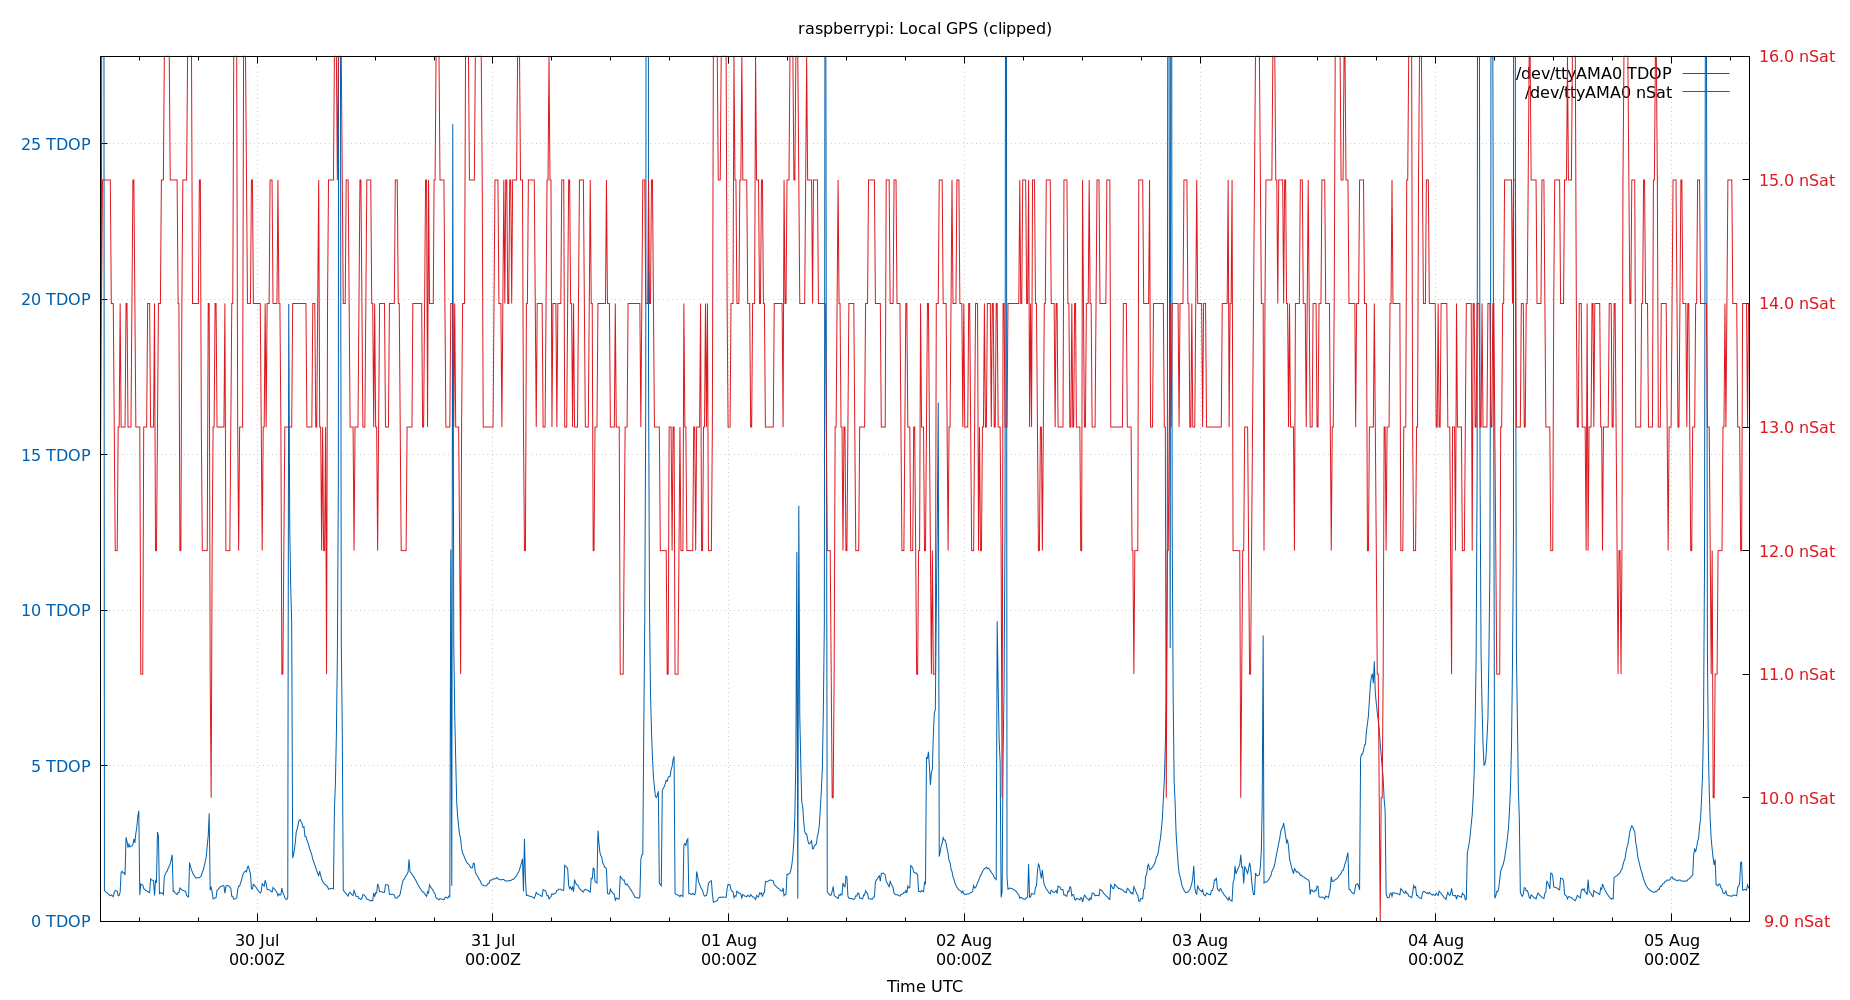 raspberrypi: Local GPS (clipped)
/dev/ttyAMA0 TDOP
/dev/ttyAMA0 nSat
25 TDOP
20 TDOP
15 TDOP
10 TDOP
5 TDOP
0 TDOP
16.0 nSat
15.0 nSat
14.0 nSat
13.0 nSat
12.0 nSat
11.0 nSat
10.0 nSat
9.0 nSat
30 Jul
00:00Z
31 Jul
00:00Z
01 Aug
00:00Z
02 Aug
00:00Z
03 Aug
00:00Z
04 Aug
00:00Z
05 Aug
00:00Z
Time UTC